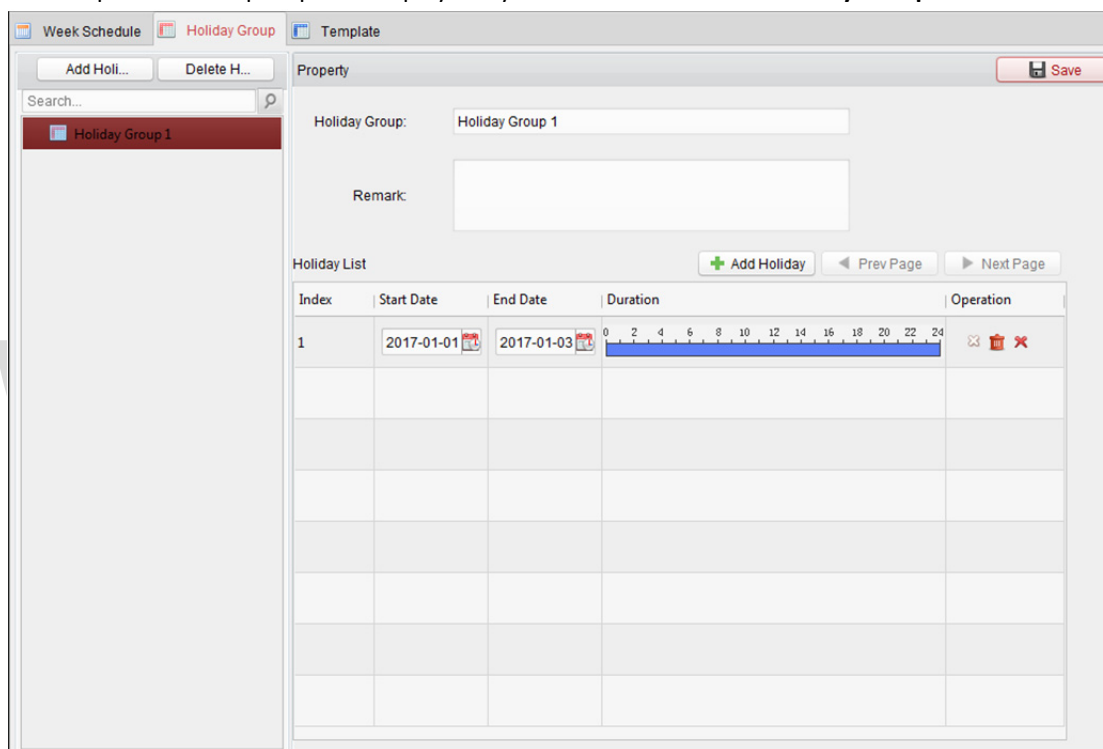 Week Schedule Holiday Group Template
Add Holi... Delete H...
Search...
Holiday Group 1
Property Save
Holiday Group: Holiday Group 1
Remark:
Holiday List Add Holiday Prev Page Next Page
Index Start Date End Date Duration Operation
0 2 4 6 8 10 12 14 16 18 20 22 24
1 2017-01-01 2017-01-03